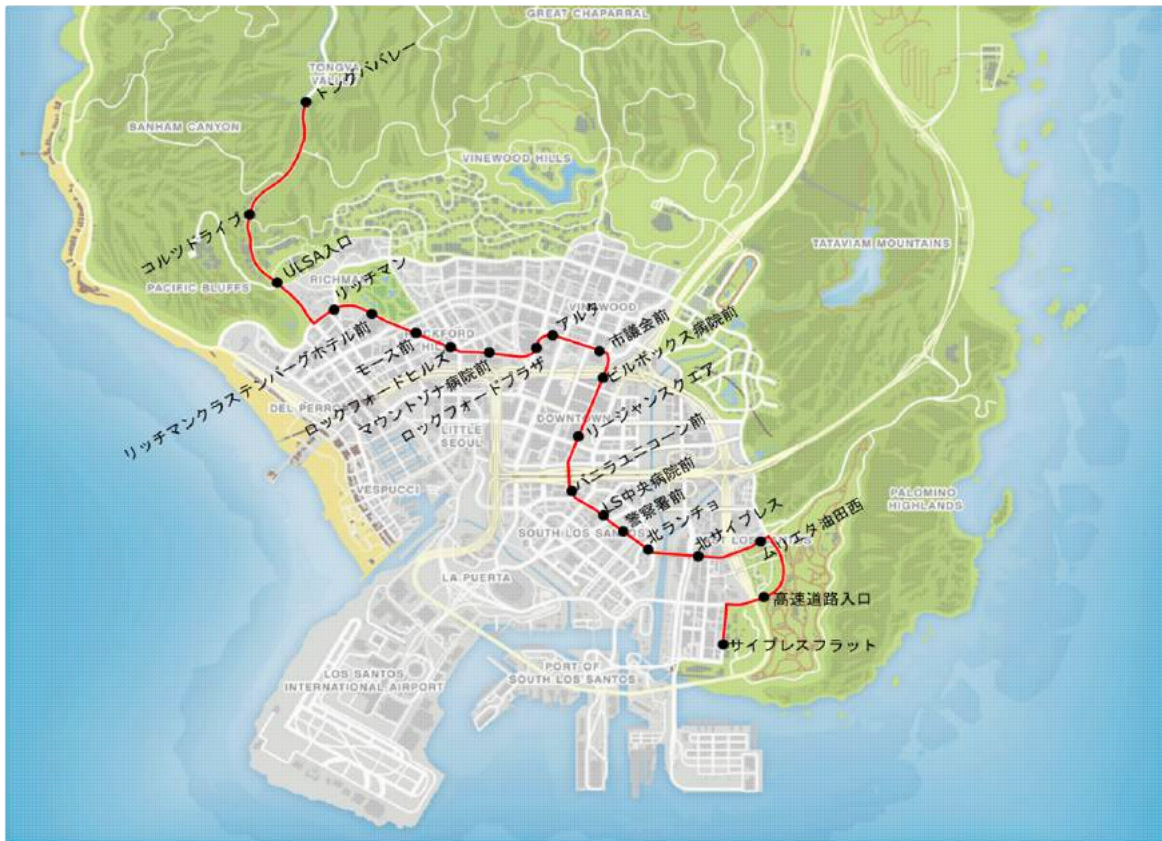 GREAT CHAPARRAL
TONGVA
VALLEY
トングババレー
BANHAM CANYON
VINEWOOD HILLS
コルツドライブ
ULSA入口
TATAVIAM MOUNTAINS
PACIFIC BLUFFS
リッチマン
VINEWOOD
アルタ
市議会前
ピルボックス病院前
リッチマンクラステンバーグホテル前
モース前
ロックフォードヒルズ
マウントゾナ病院前
ロックフォードプラザ
リージャンスクエア
DEL PERRO
DOWNTOWN
LITTLE
SEOUL
バニラユニコーン前
VESPUCCI
LS中央病院前
警察署前
北ランチョ
北サイプレス
ムリエタ油田西
PALOMINO
HIGHLANDS
SOUTH LOS SANTOS
LA PUERTA
高速道路入口
サイプレスフラット
LOS SANTOS
INTERNATIONAL AIRPORT
PORT OF
SOUTH LOS SANTOS